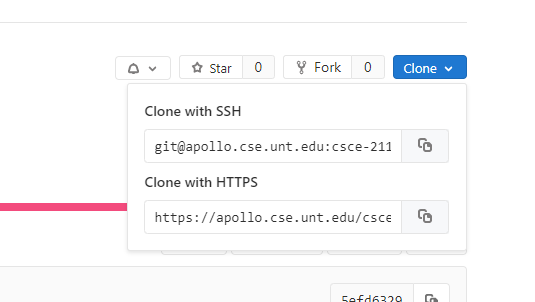 Star 0 Fork 0 Clone
Clone with SSH
git@apollo.cse.unt.edu:csce-211
Clone with HTTPS
https://apollo.cse.unt.edu/csce
5efd6329